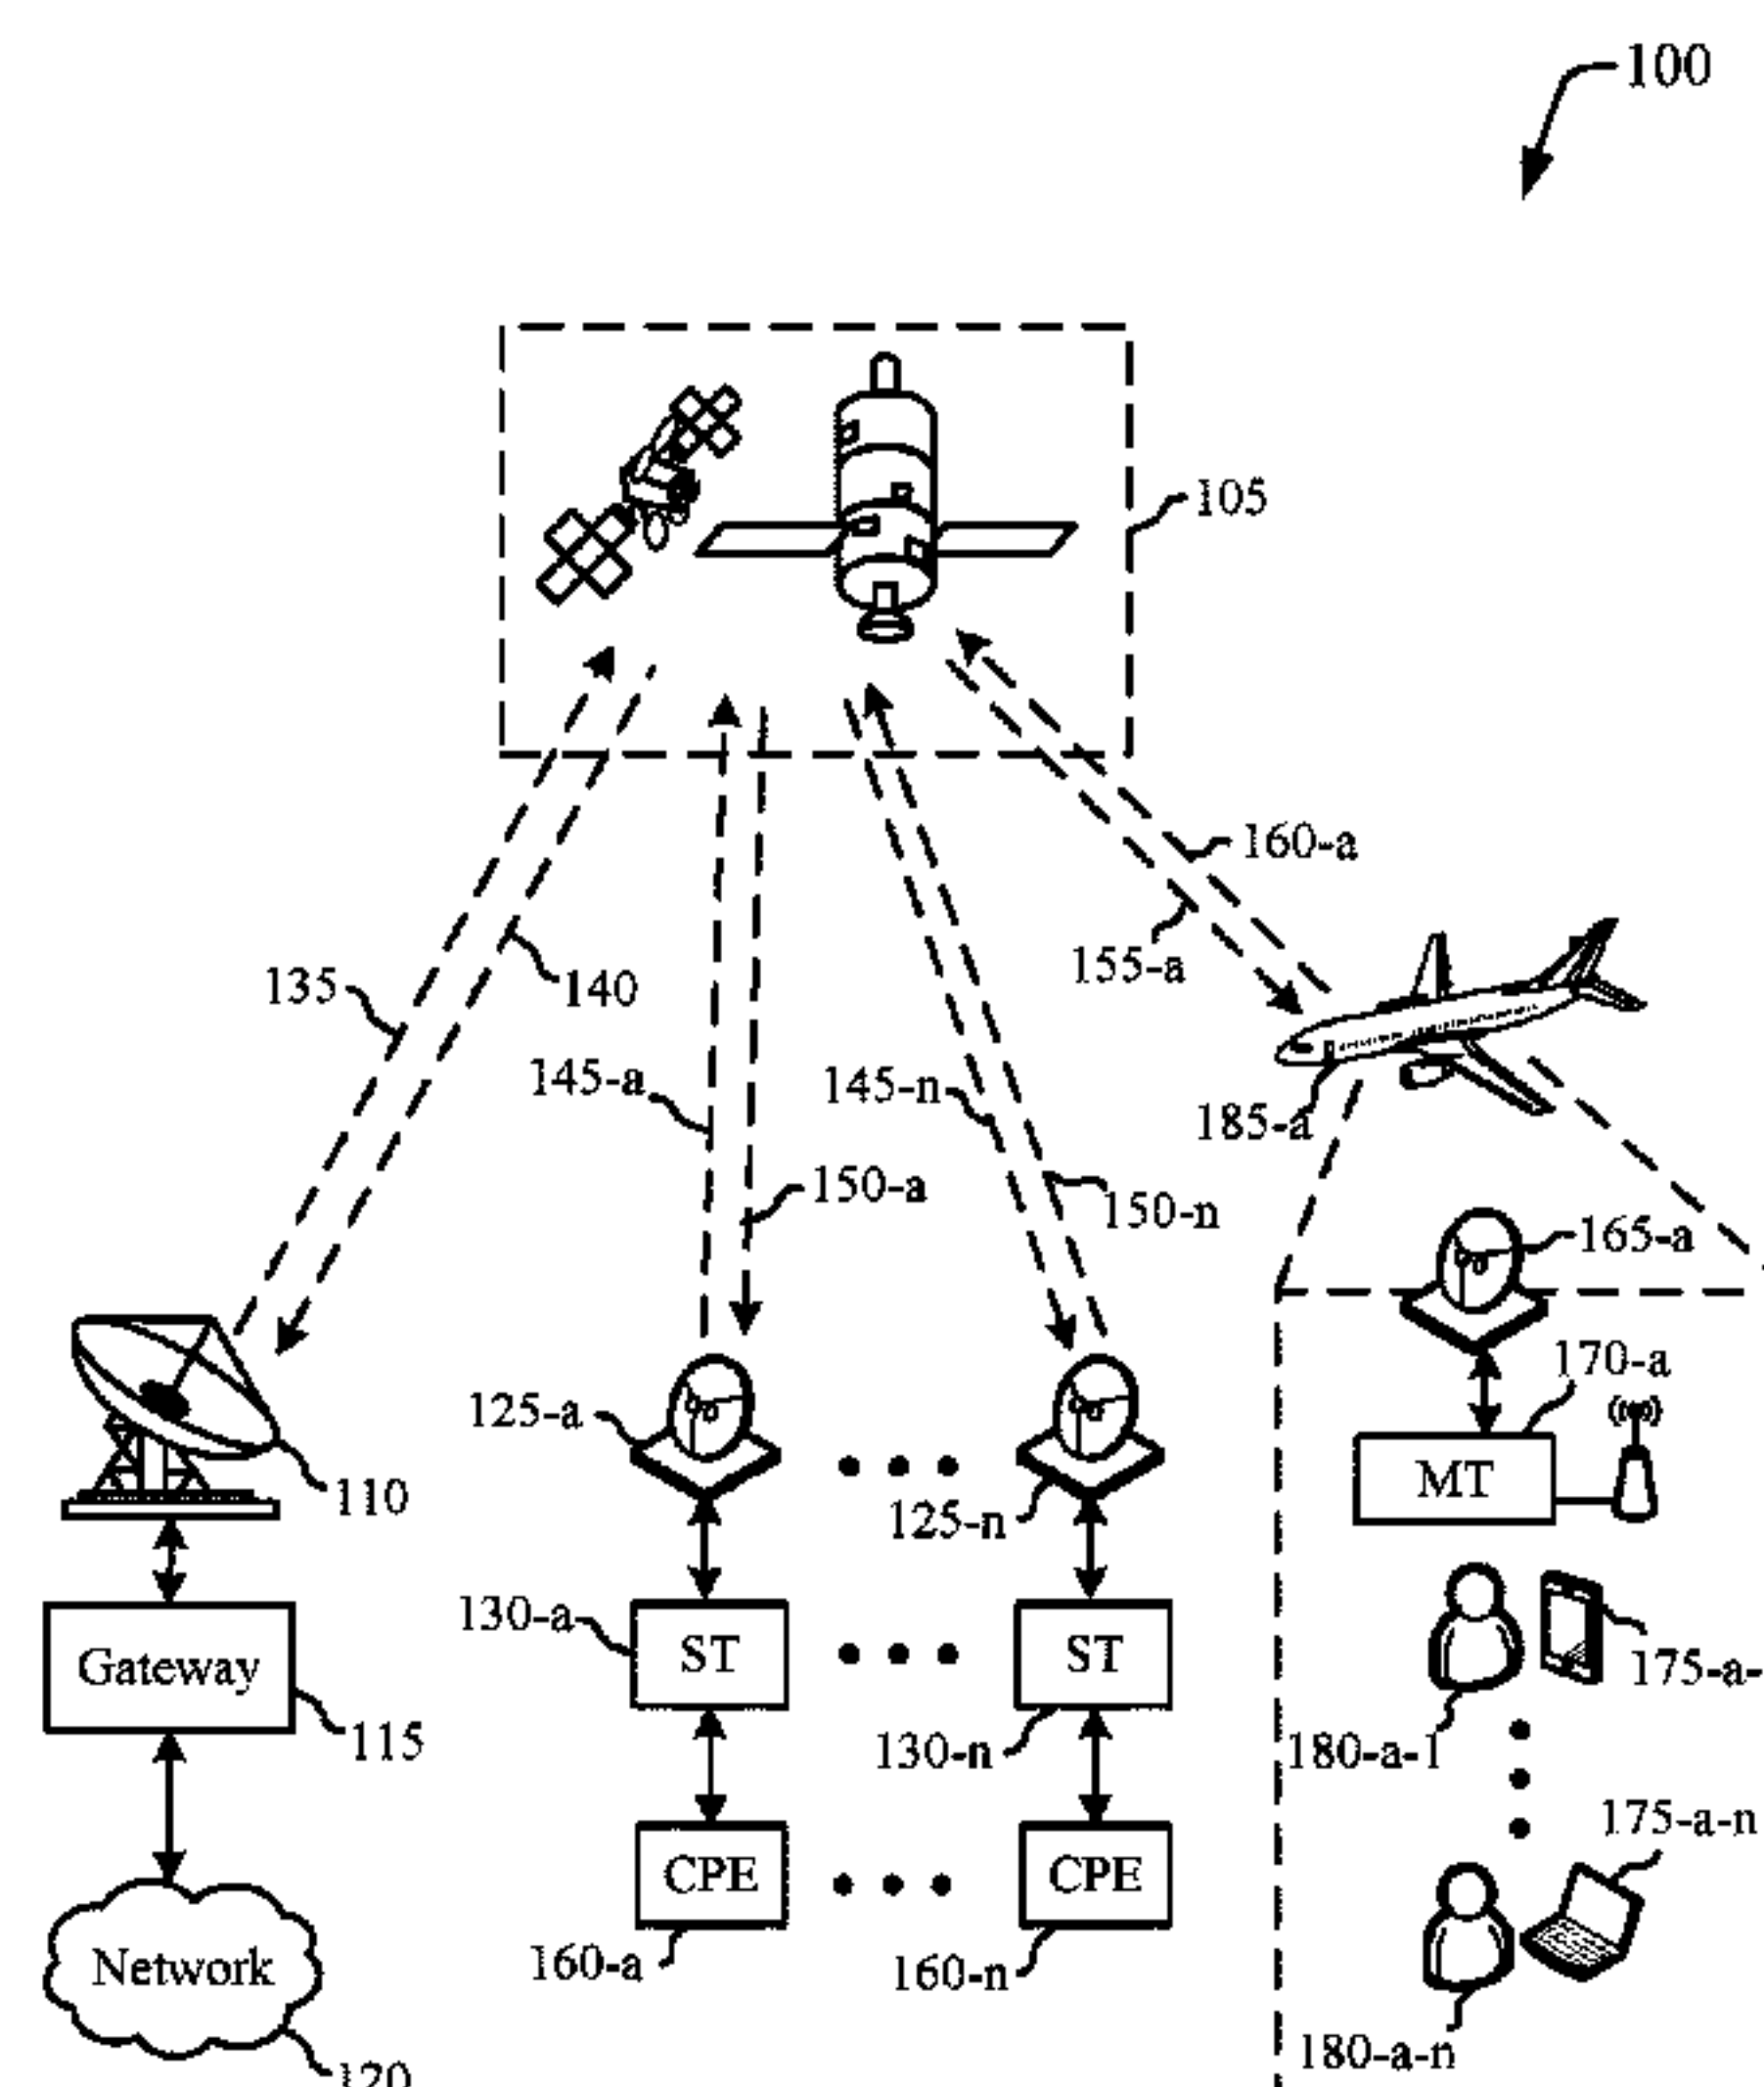 100
105
160-a
155-a
135
140
145-a
145-n
185-a
150-a
150-n
165-a
170-a
125-a
110
MT
125-n
130-a
ST
ST
Gateway
175-a-
115
130-n
180-a-1
175-a-n
CPE
CPE
160-a
160-n
Network
180-a-n
120